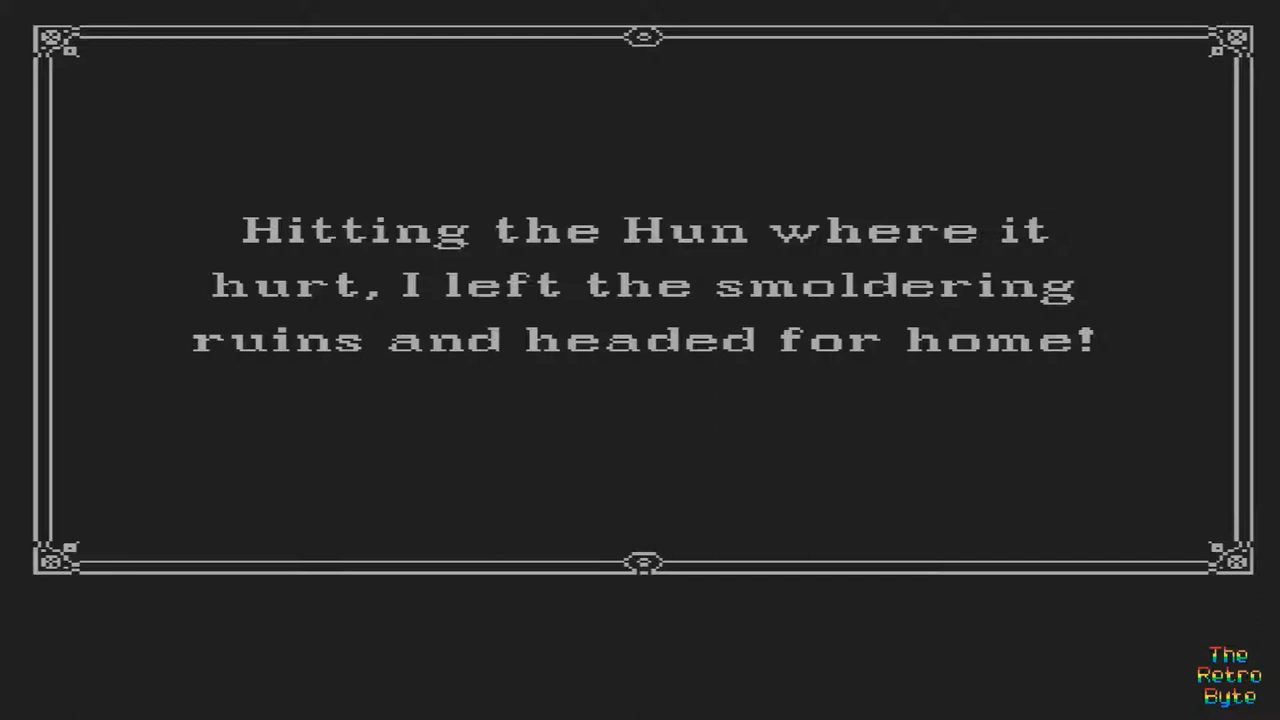 Hitting the Hun where it
hurt, I left the smoldering
ruins and headed for home!
The
Retro
Byte